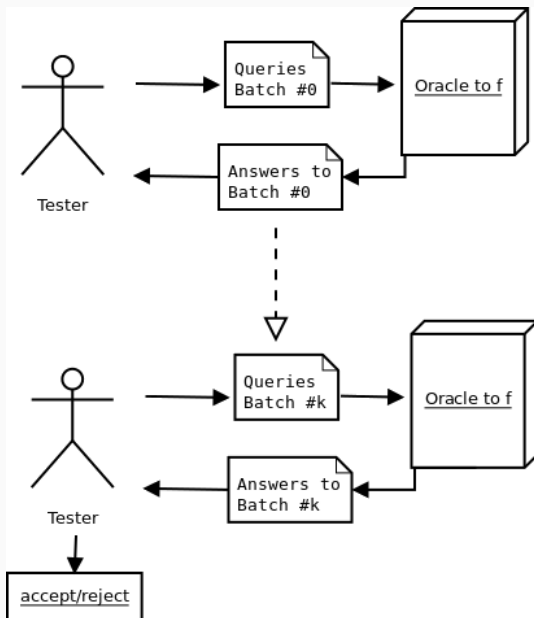 Queries
Batch #0
Oracle to f
Answers to
Batch #0
Tester
Queries
Batch #k
Oracle to f
Answers to
Batch #k
Tester
accept/reject